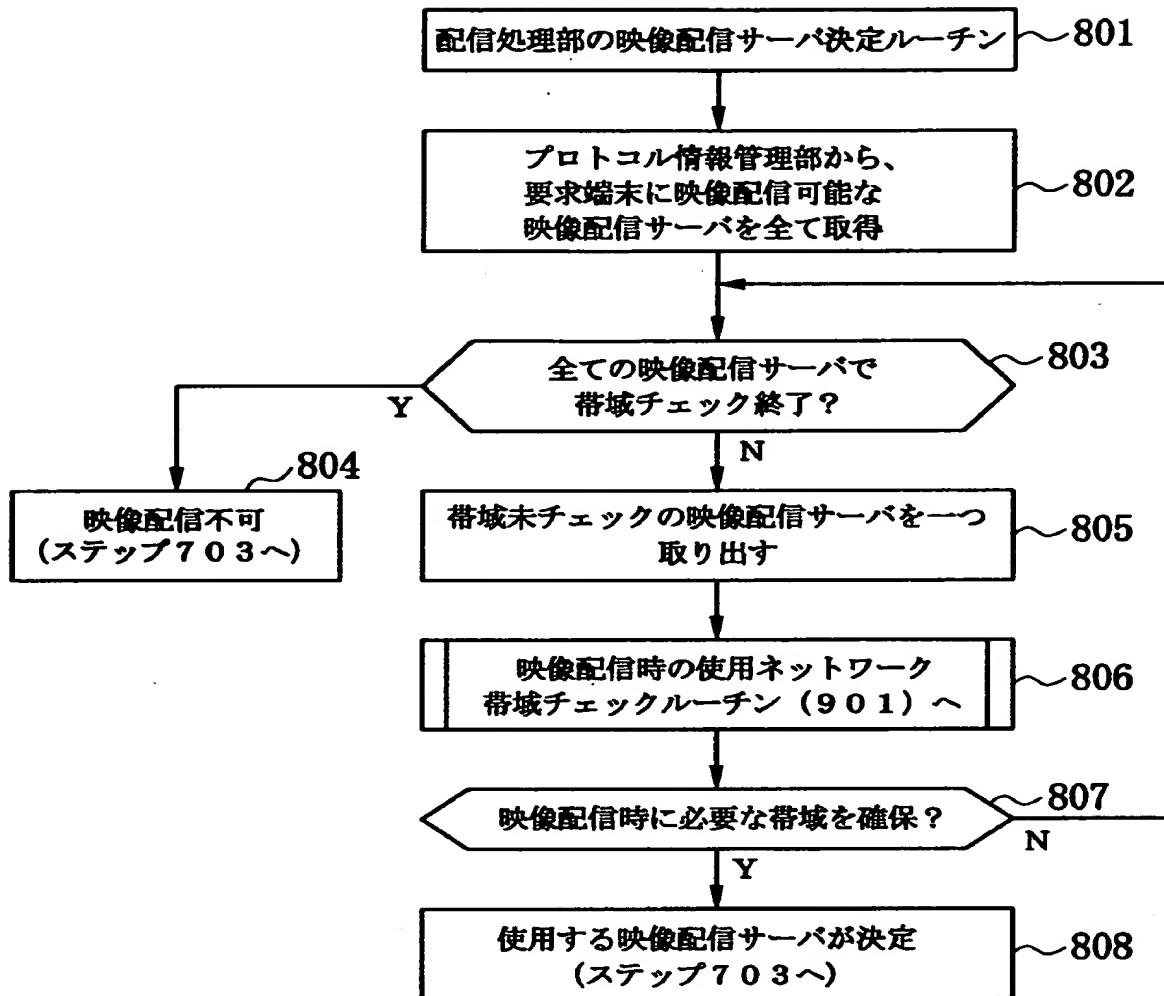 配信処理部の映像配信サーバ決定ルーチン
801
プロトコル情報管理部から、
要求端末に映像配信可能な
映像配信サーバを全て取得
802
全ての映像配信サーバで
帯域チェック終了?
803
Y
N
804
映像配信不可
(ステップ703へ)
帯域未チェックの映像配信サーバを一つ
取り出す
805
映像配信時の使用ネットワーク
帯域チェックルーチン(901)へ
806
映像配信時に必要な帯域を確保?
807
N
Y
使用する映像配信サーバが決定
(ステップ703へ)
808